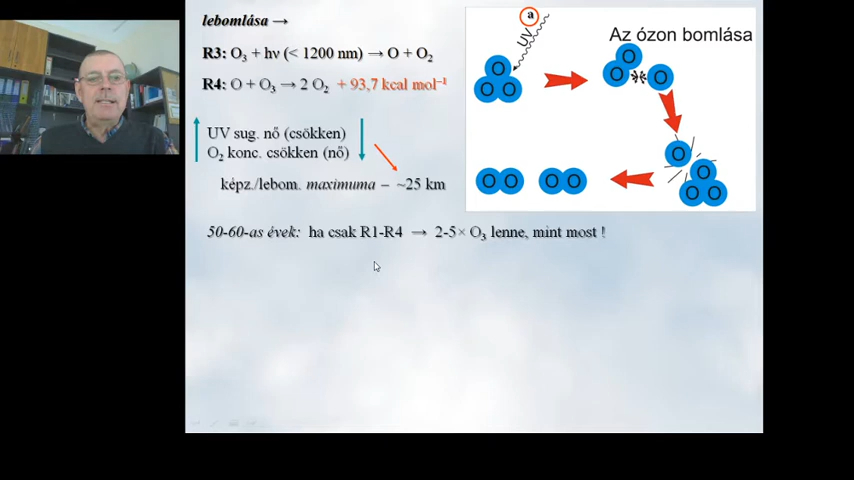 lebomlása →
R3: O₃ + hν (< 1200 nm) → O + O₂
R4: O + O₃ → 2 O₂ + 93,7 kcal mol⁻¹
UV sug. nő (csökken)
O₂ konc. csökken (nő)
képz./lebom. maximuma – ~25 km
50-60-as évek: ha csak R1-R4 → 2-5× O₃ lenne, mint most !
a
UV
Az ózon bomlása
O
O O
O
O O
O
O
O O
O O
O
O O